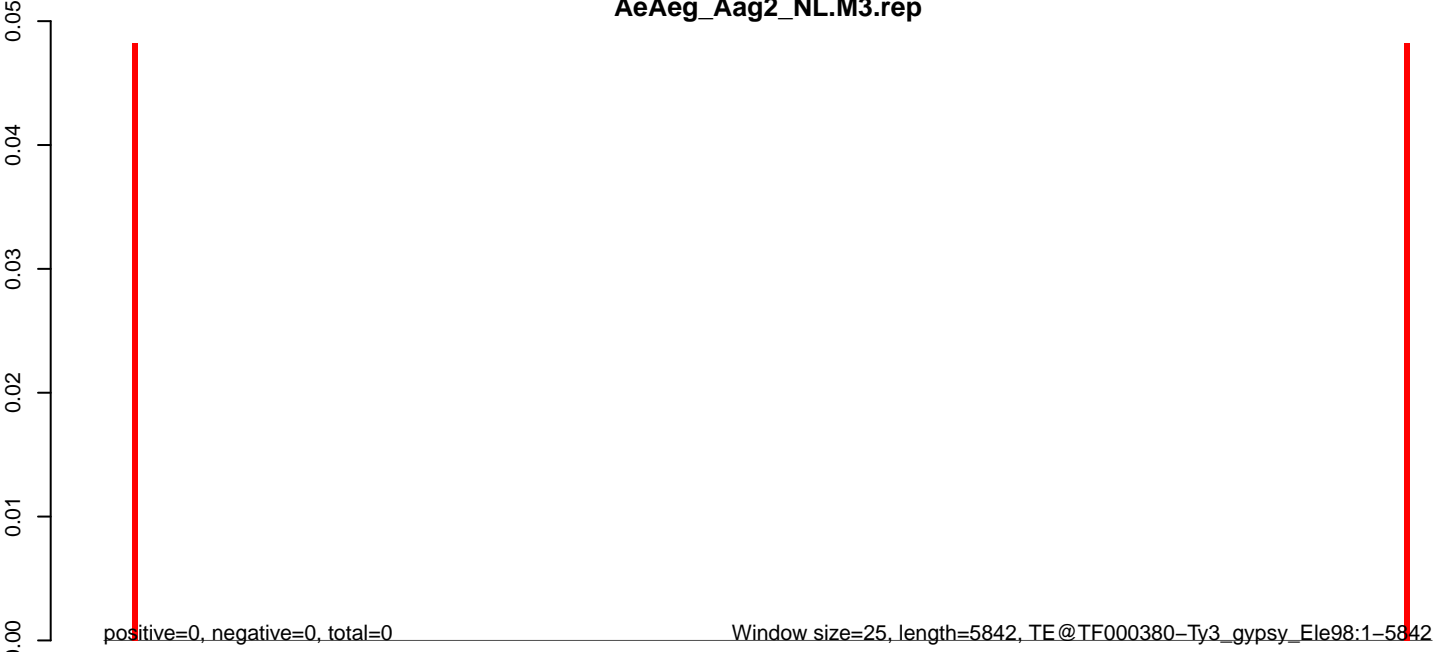 AeAeg_Aag2_NL.M3.rep
0.05
0.04
0.03
0.02
0.01
0.00
positive=0, negative=0, total=0
Window size=25, length=5842, TE@TF000380−Ty3_gypsy_Ele98:1−5842